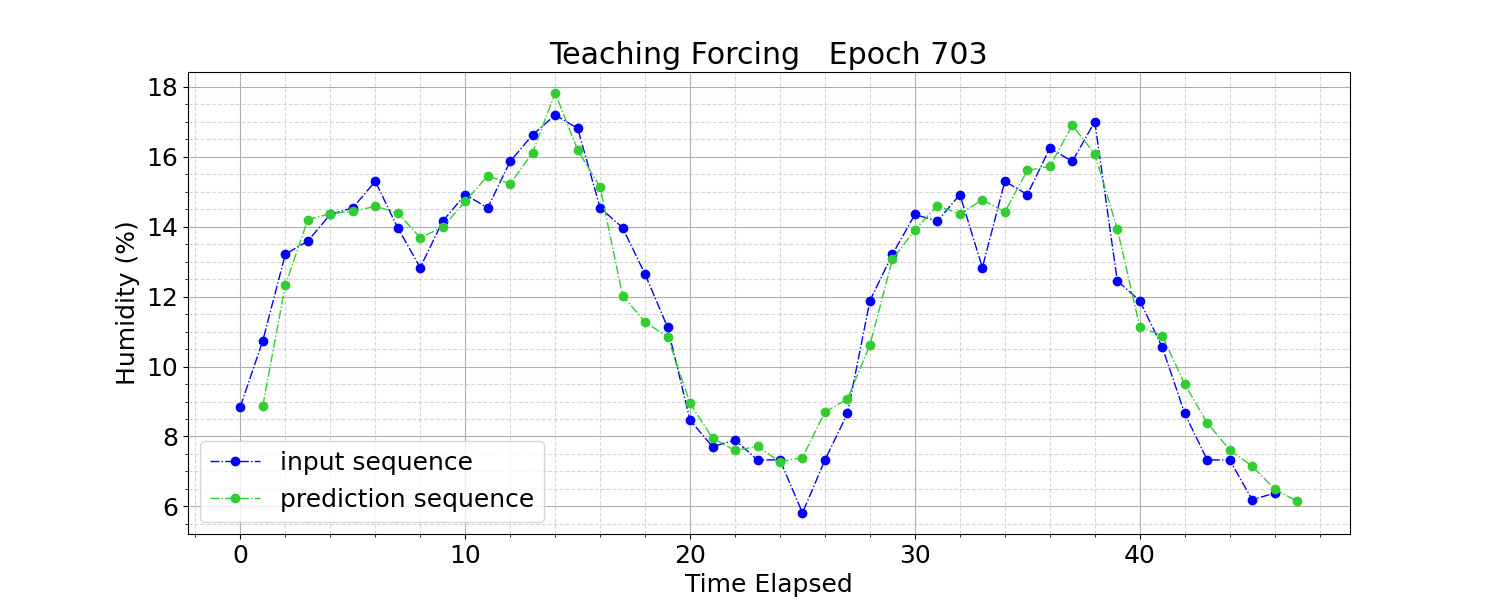 Teaching Forcing   Epoch 703
Humidity (%)
18
16
14
12
10
8
6
input sequence
prediction sequence
0 10 20 30 40
Time Elapsed